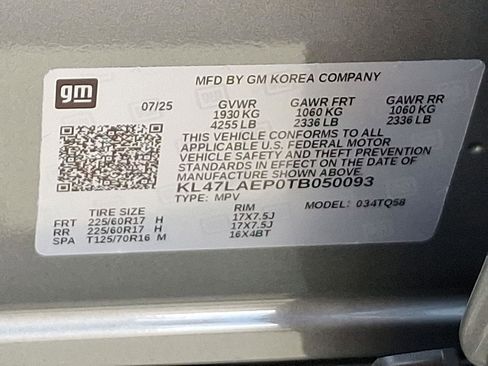 gm
MFD BY GM KOREA COMPANY
07/25 GVWR GAWR FRT GAWR RR
1930 KG 1060 KG 1060 KG
4255 LB 2336 LB 2336 LB
THIS VEHICLE CONFORMS TO ALL
APPLICABLE U.S. FEDERAL MOTOR
VEHICLE SAFETY AND THEFT PREVENTION
STANDARDS IN EFFECT ON THE DATE OF
MANUFACTURE SHOWN ABOVE.
KL47LAEP0TB050093
TYPE: MPV MODEL: 034TQ58
TIRE SIZE RIM
FRT 225/60R17 H 17X7.5J
RR 225/60R17 H 17X7.5J
SPA T125/70R16 M 16X4BT